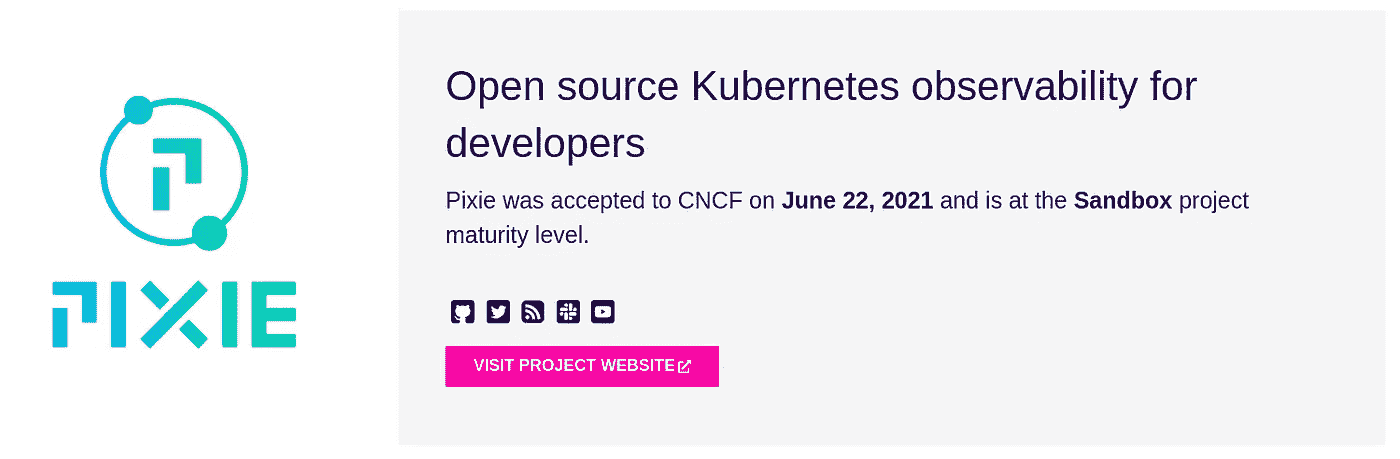 PIXIE
Open source Kubernetes observability for
developers
Pixie was accepted to CNCF on June 22, 2021 and is at the Sandbox project
maturity level.
VISIT PROJECT WEBSITE